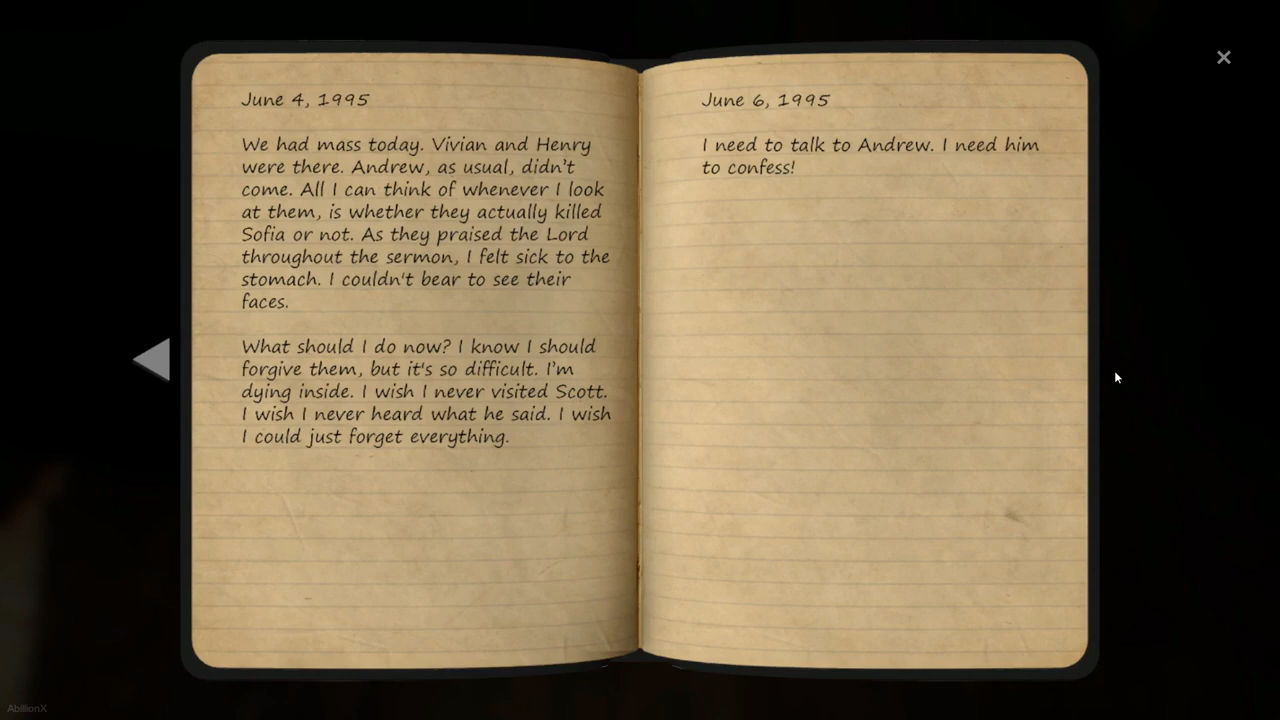 June 4, 1995
We had mass today. Vivian and Henry
were there. Andrew, as usual, didn't
come. All I can think of whenever I look
at them, is whether they actually killed
Sofia or not. As they praised the Lord
throughout the sermon, I felt sick to the
stomach. I couldn't bear to see their
faces.
What should I do now? I know I should
forgive them, but it's so difficult. I'm
dying inside. I wish I never visited Scott.
I wish I never heard what he said. I wish
I could just forget everything.
June 6, 1995
I need to talk to Andrew. I need him
to confess!
AbillionX